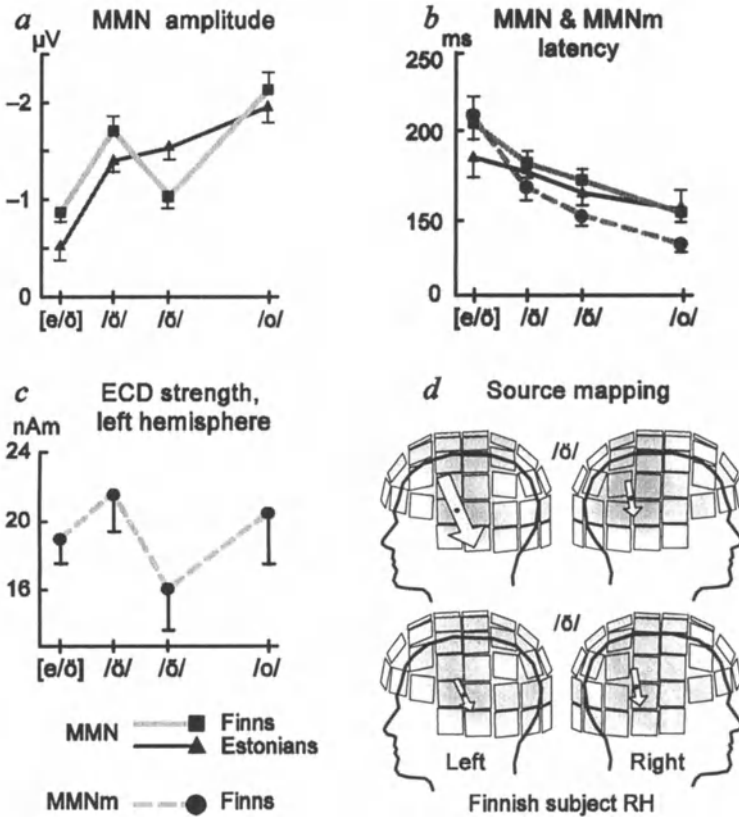 a MMN amplitude
µV
–2
–1
0
[e/ö] /ö/ /õ/ /o/
b MMN & MMNm
ms latency
250
200
150
0
[e/ö] /ö/ /õ/ /o/
c ECD strength,
nAm left hemisphere
24
20
16
[e/ö] /ö/ /õ/ /o/
MMN Finns
Estonians
MMNm Finns
d Source mapping
/ö/
/õ/
Left Right
Finnish subject RH